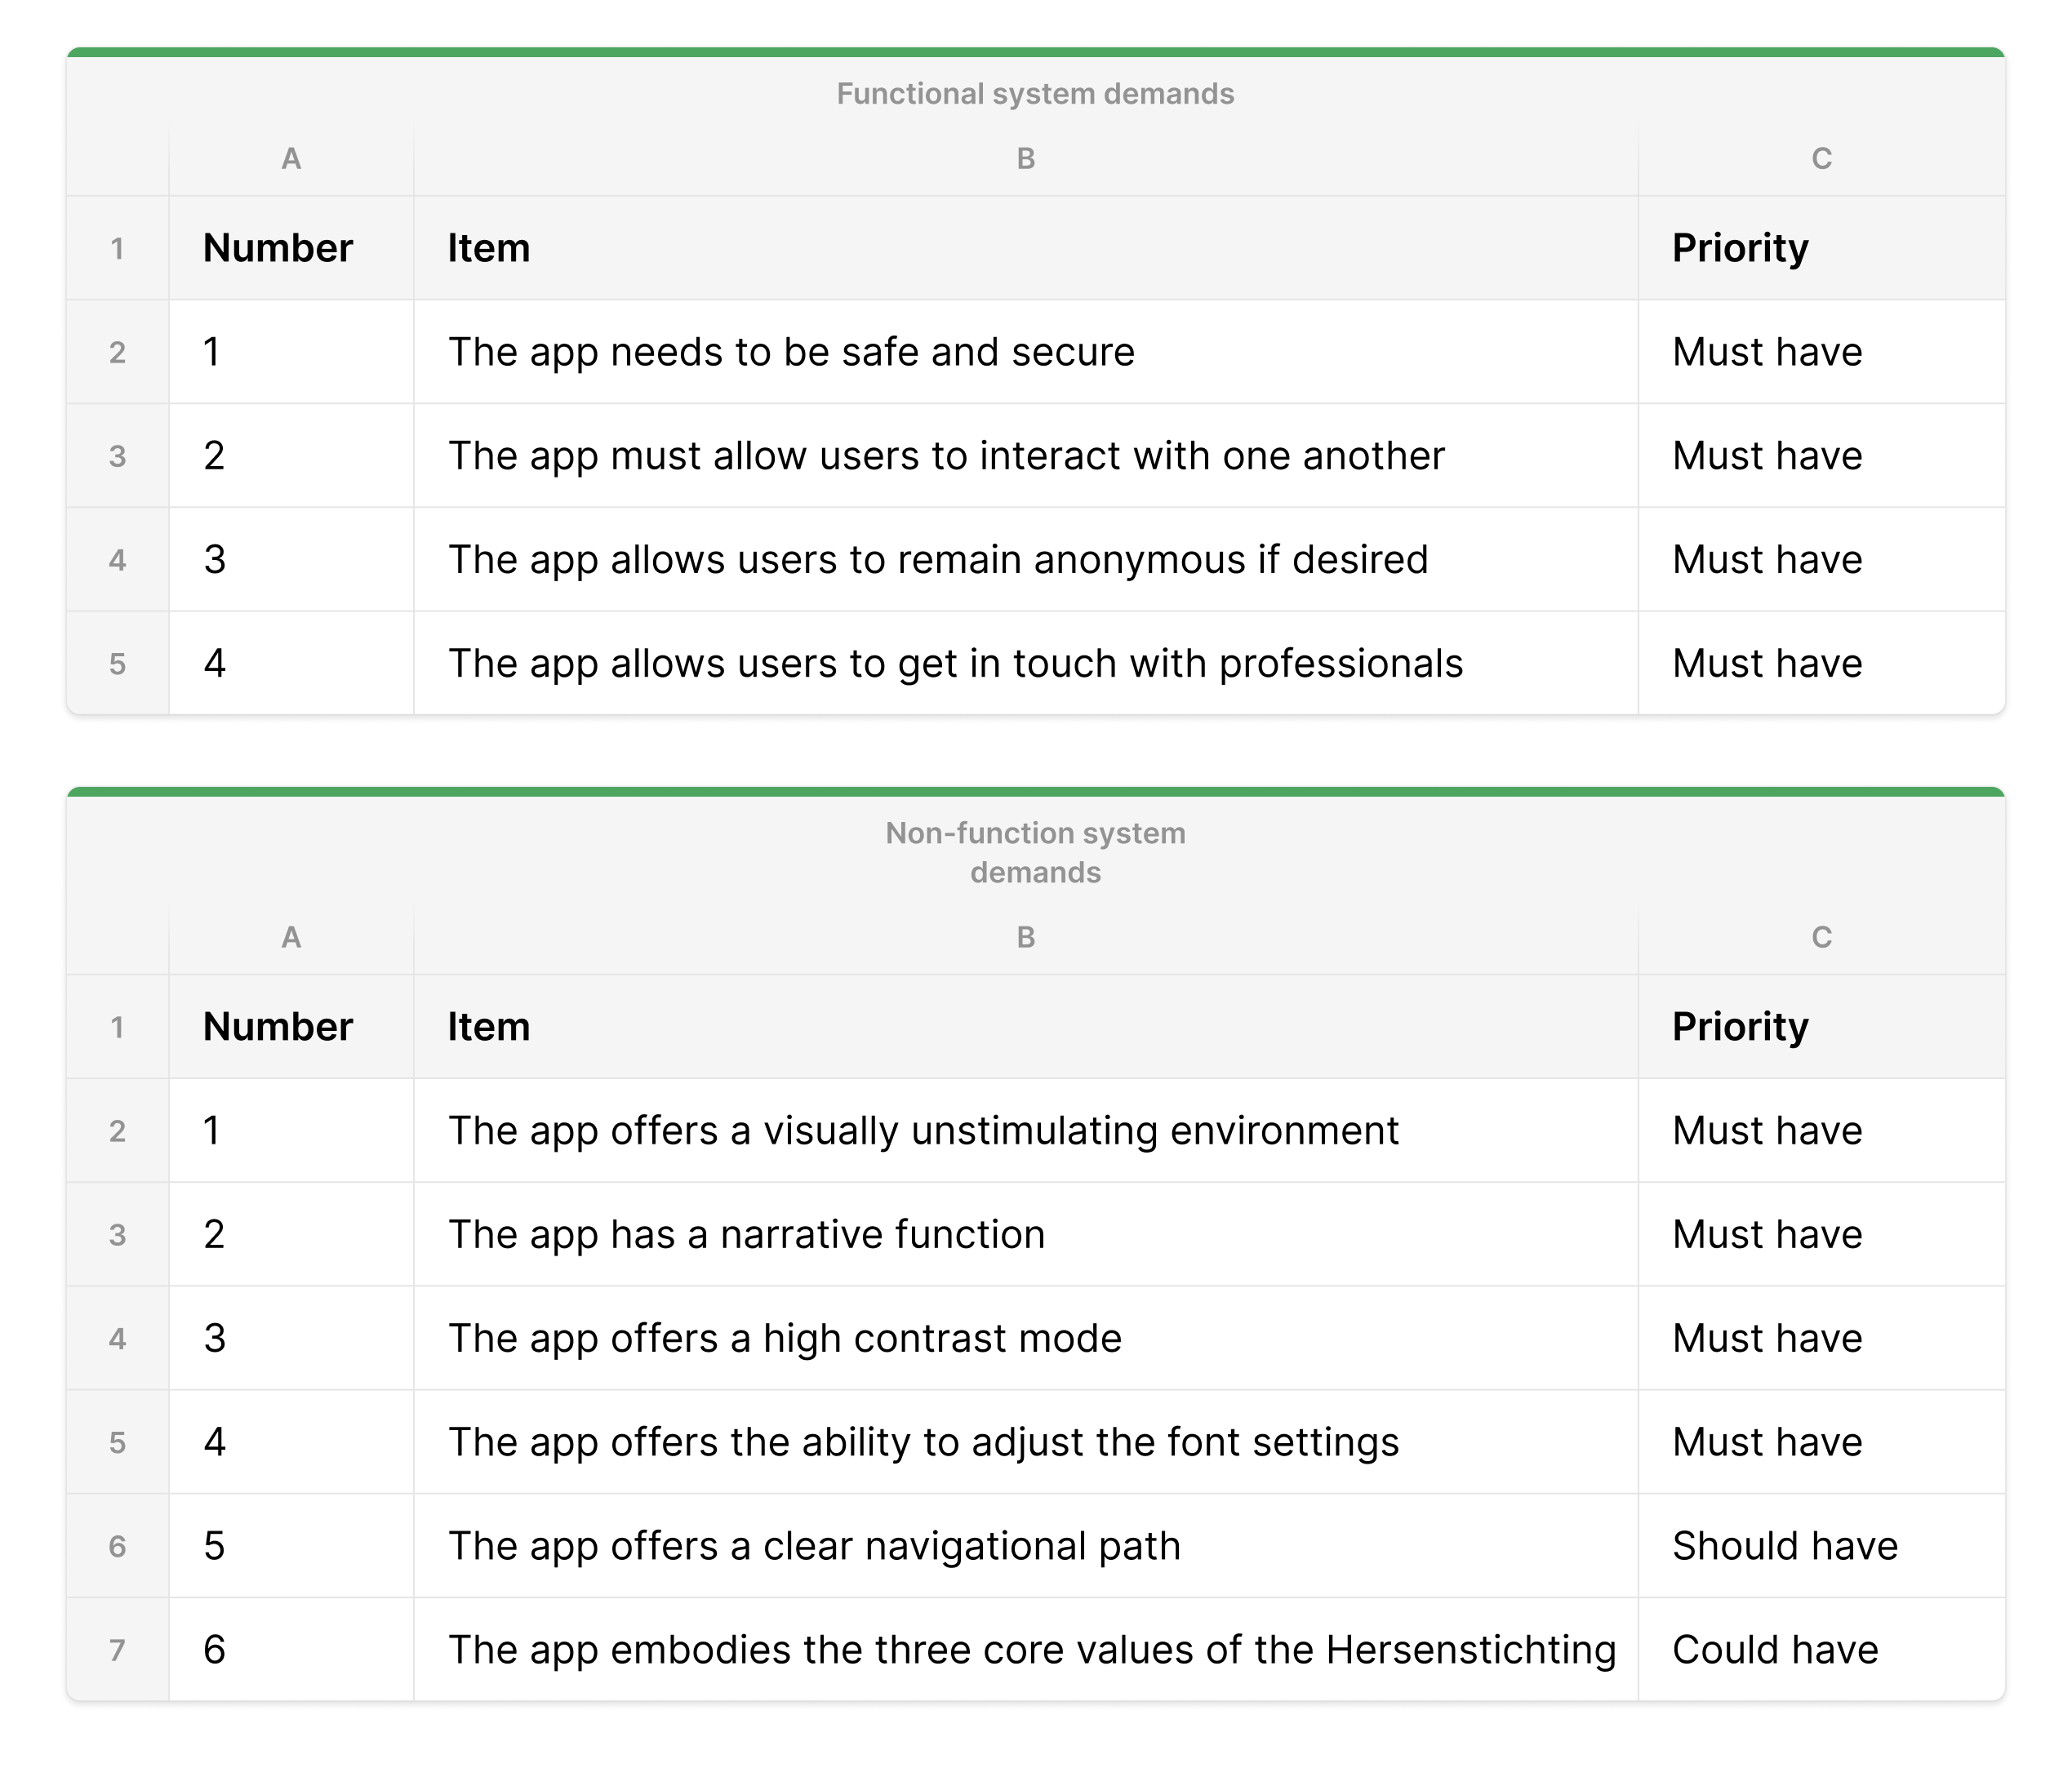 Functional system demands
A B C
1 Number Item Priority
2 1 The app needs to be safe and secure Must have
3 2 The app must allow users to interact with one another Must have
4 3 The app allows users to remain anonymous if desired Must have
5 4 The app allows users to get in touch with professionals Must have
Non-function system
demands
A B C
1 Number Item Priority
2 1 The app offers a visually unstimulating environment Must have
3 2 The app has a narrative function Must have
4 3 The app offers a high contrast mode Must have
5 4 The app offers the ability to adjust the font settings Must have
6 5 The app offers a clear navigational path Should have
7 6 The app embodies the three core values of the Hersenstichting Could have